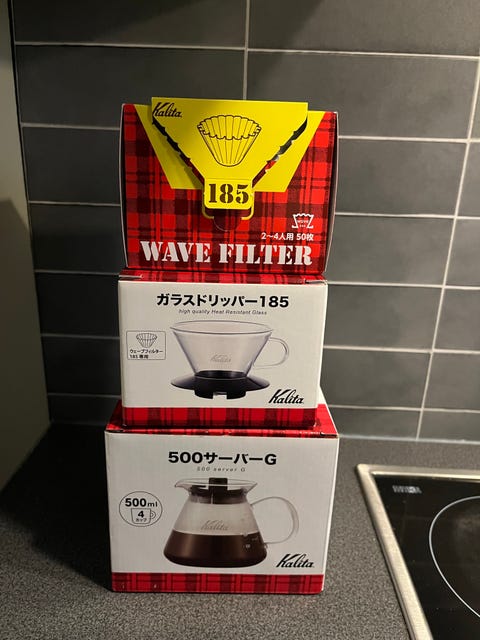 Kalita
185
2〜4人用 50枚
WAVE FILTER
ガラスドリッパー185
high quality Heat Resistant Glass
Kalita
ウェーブフィルター
185 専用
Kalita
500サーバーG
500 server G
500ml
4
カップ
Kalita
Kalita